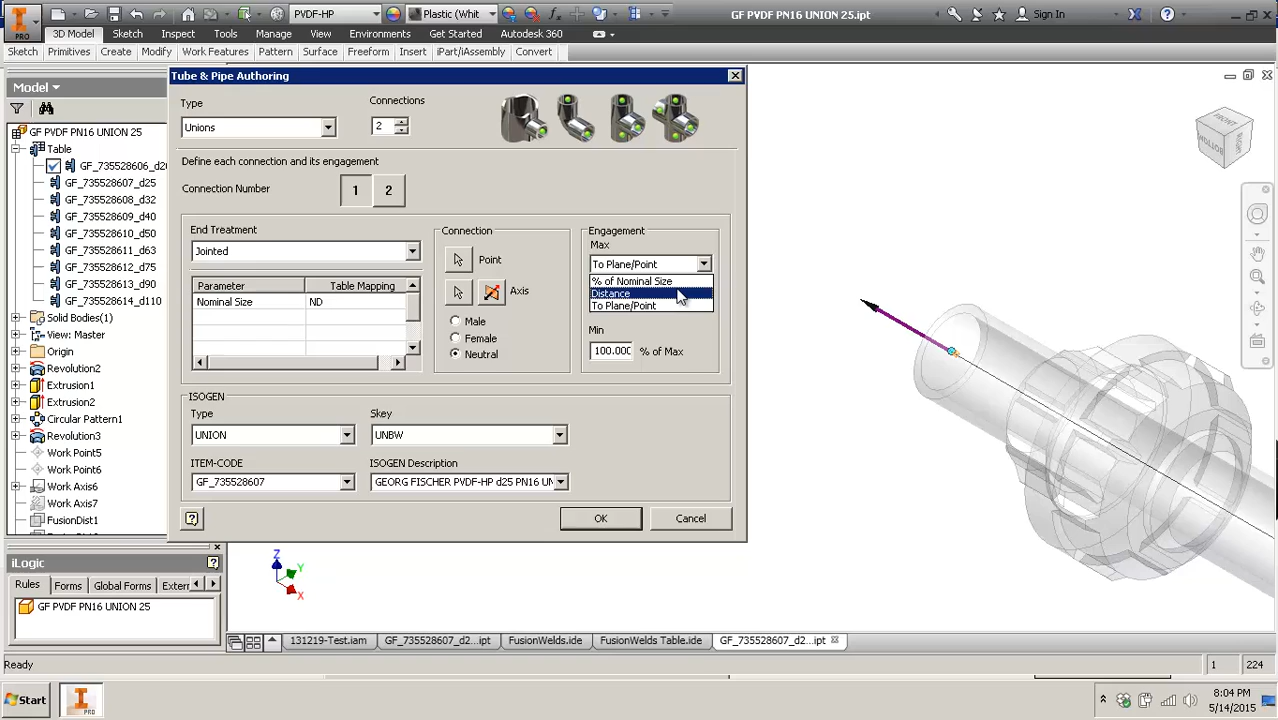 PVDF-HP
Plastic (Whit
fx
GF PVDF PN16 UNION 25.ipt
Sign In
PRO
3D Model
Sketch
Inspect
Tools
Manage
View
Environments
Get Started
Autodesk 360
Sketch
Primitives
Create
Modify
Work Features
Pattern
Surface
Freeform
Insert
iPart/iAssembly
Convert
Model
GF PVDF PN16 UNION 25
Table
GF_735528606_d20
GF_735528607_d25
GF_735528608_d32
GF_735528609_d40
GF_735528610_d50
GF_735528611_d63
GF_735528612_d75
GF_735528613_d90
GF_735528614_d110
Solid Bodies(1)
View: Master
Origin
Revolution2
Extrusion1
Extrusion2
Circular Pattern1
Revolution3
Work Point5
Work Point6
Work Axis6
Work Axis7
FusionDist1
iLogic
Rules
Forms
Global Forms
Exterr
GF PVDF PN16 UNION 25
Tube & Pipe Authoring
Type
Unions
Connections
2
Define each connection and its engagement
Connection Number
1
2
End Treatment
Jointed
Parameter
Table Mapping
Nominal Size
ND
Connection
Point
Axis
Male
Female
Neutral
Engagement
Max
To Plane/Point
% of Nominal Size
Distance
To Plane/Point
Min
100.000
% of Max
ISOGEN
Type
UNION
Skey
UNBW
ITEM-CODE
GF_735528607
ISOGEN Description
GEORG FISCHER PVDF-HP d25 PN16 UN
OK
Cancel
FRONT
RIGHT
BOTTOM
Z
Y
X
131219-Test.iam
GF_735528607_d2...ipt
FusionWelds.ide
FusionWelds Table.ide
GF_735528607_d2...ipt
Ready
1
224
Start
PRO
8:04 PM
5/14/2015